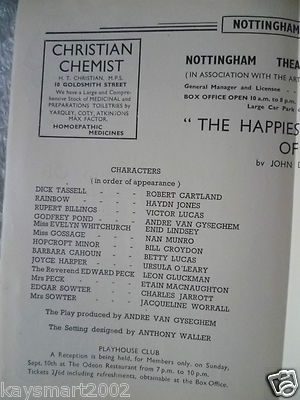 CHRISTIAN
CHEMIST
H. T. CHRISTIAN, M.P.S.
10 GOLDSMITH STREET
We have a Large and Comprehensive
Stock of MEDICINAL and
PREPARATIONS TOILETRIES by
YARDLEY, COTY, ATKINSONS
MAX FACTOR.
HOMOEOPATHIC
MEDICINES
NOTTINGHAM
NOTTINGHAM THEA
(IN ASSOCIATION WITH THE ART
General Manager and Licensee
BOX OFFICE OPEN 10 a.m. to 8 p.m.
Large Car Park
"THE HAPPIES
OF
by JOHN D
CHARACTERS
(in order of appearance)
DICK TASSELL - - - ROBERT CARTLAND
RAINBOW - - - HAYDN JONES
RUPERT BILLINGS - - - VICTOR LUCAS
GODFREY POND - - - ANDRE VAN GYSEGHEM
Miss EVELYN WHITCHURCH - ENID LINDSEY
Miss GOSSAGE - - - NAN MUNRO
HOPCROFT MINOR - - - BILL CROYDON
BARBARA CAHOUN - - - BETTY LUCAS
JOYCE HARPER - - - URSULA O'LEARY
The Reverend EDWARD PECK - LEON GLUCKMAN
Mrs PECK - - - ETAIN MACNAUGHTON
EDGAR SOWTER - - - CHARLES JARROTT
Mrs SOWTER - - - JACQUELINE WORRALL
The Play produced by ANDRE VAN GYSEGHEM
The Setting designed by ANTHONY WALLER
PLAYHOUSE CLUB
A Reception is being held, for Members only, on Sunday,
Sept. 10th at The Odeon Restaurant from 7 p.m. to 10 p.m.
Tickets 2/6d including refreshments, obtainable at the Box Office.
kaysmart2002